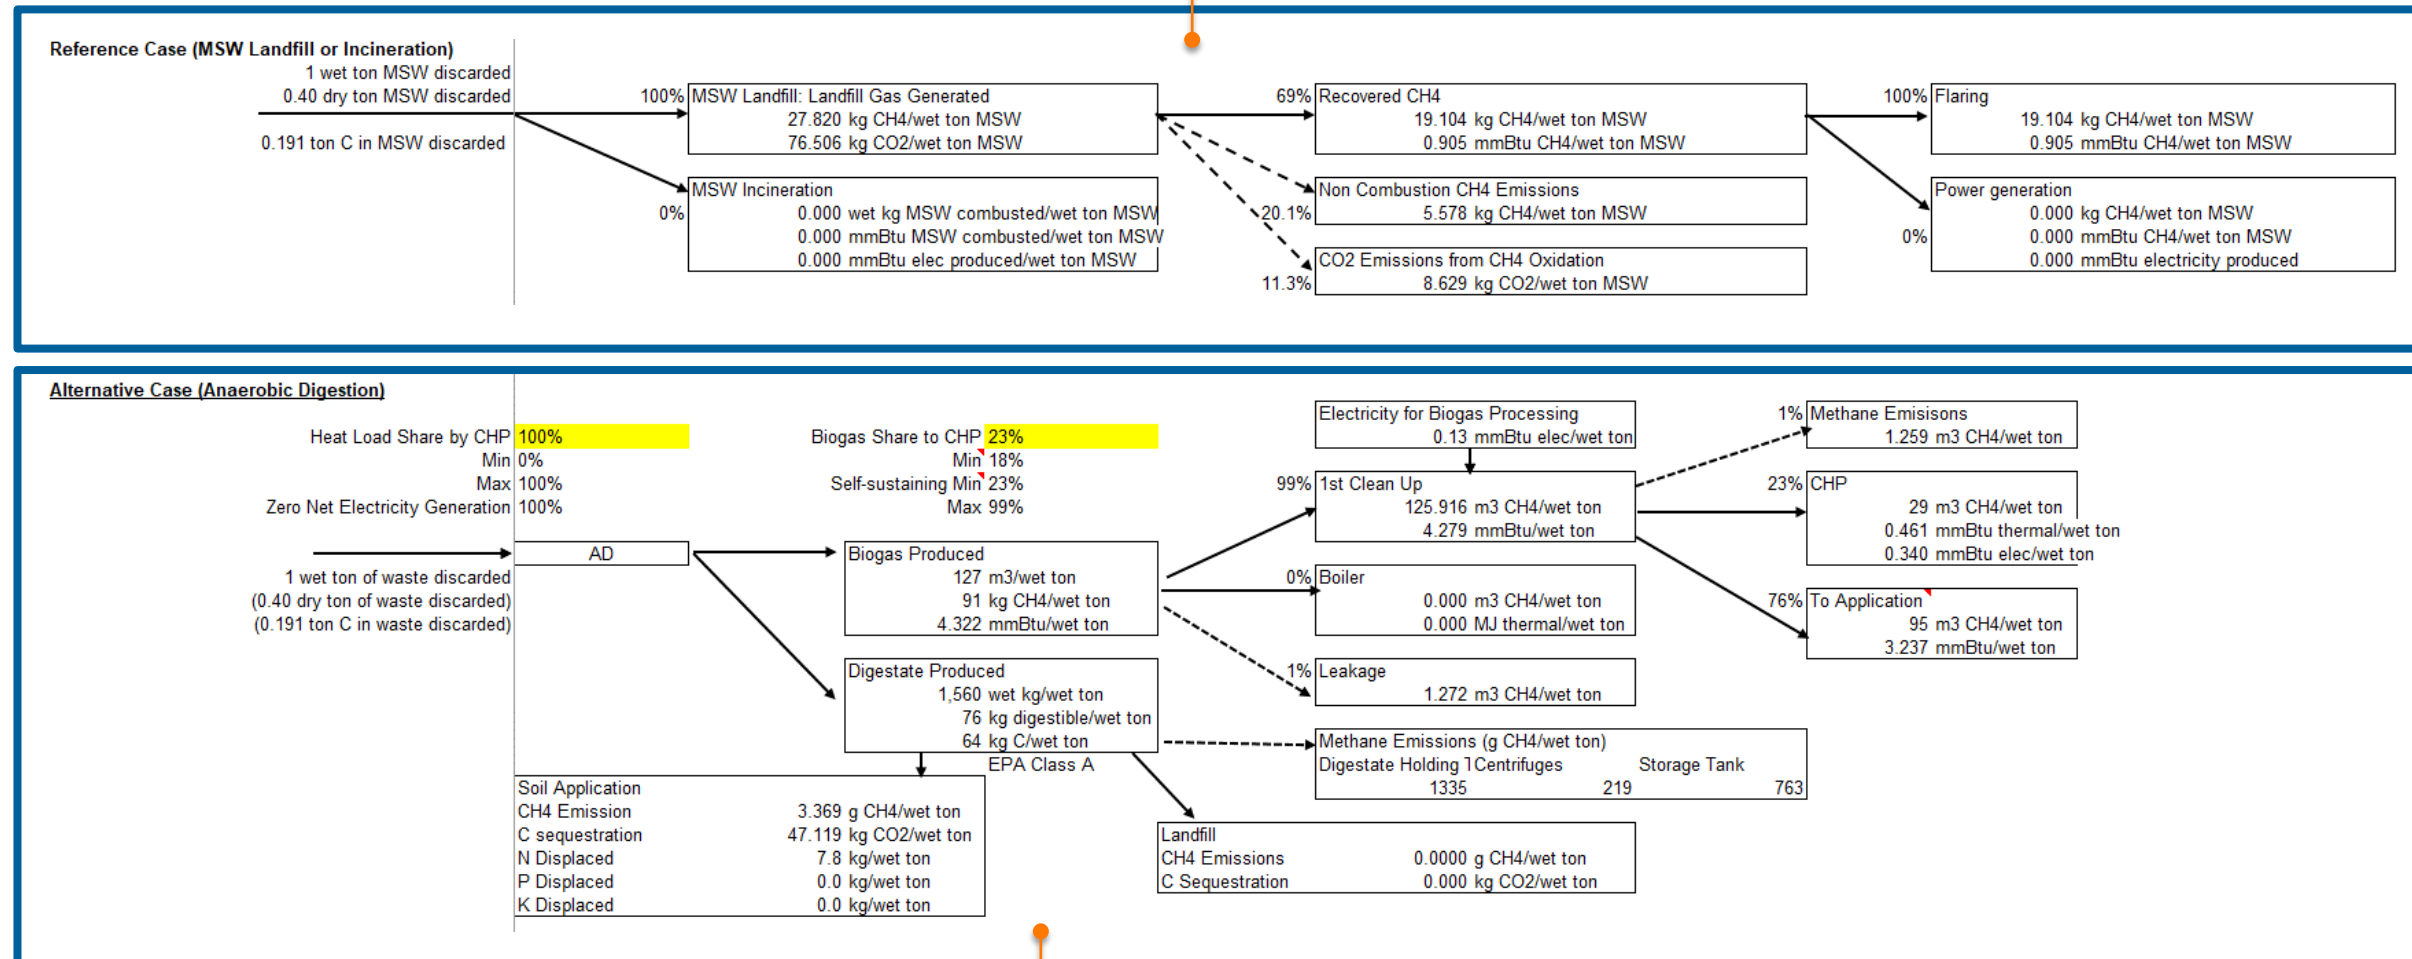 Reference Case (MSW Landfill or Incineration)
1 wet ton MSW discarded
0.40 dry ton MSW discarded
0.191 ton C in MSW discarded
100% MSW Landfill: Landfill Gas Generated
27.820 kg CH4/wet ton MSW
76.506 kg CO2/wet ton MSW
MSW Incineration
0% 0.000 wet kg MSW combusted/wet ton MSW
0.000 mmBtu MSW combusted/wet ton MSW
0.000 mmBtu elec produced/wet ton MSW
69% Recovered CH4
19.104 kg CH4/wet ton MSW
0.905 mmBtu CH4/wet ton MSW
Non Combustion CH4 Emissions
20.1% 5.578 kg CH4/wet ton MSW
CO2 Emissions from CH4 Oxidation
11.3% 8.629 kg CO2/wet ton MSW
100% Flaring
19.104 kg CH4/wet ton MSW
0.905 mmBtu CH4/wet ton MSW
Power generation
0.000 kg CH4/wet ton MSW
0% 0.000 mmBtu CH4/wet ton MSW
0.000 mmBtu electricity produced
Alternative Case (Anaerobic Digestion)
Heat Load Share by CHP 100%
Min 0%
Max 100%
Zero Net Electricity Generation 100%
Biogas Share to CHP 23%
Min 18%
Self-sustaining Min 23%
Max 99%
AD
1 wet ton of waste discarded
(0.40 dry ton of waste discarded)
(0.191 ton C in waste discarded)
Biogas Produced
127 m3/wet ton
91 kg CH4/wet ton
4.322 mmBtu/wet ton
Digestate Produced
1,560 wet kg/wet ton
76 kg digestible/wet ton
64 kg C/wet ton
EPA Class A
Soil Application
CH4 Emission 3.369 g CH4/wet ton
C sequestration 47.119 kg CO2/wet ton
N Displaced 7.8 kg/wet ton
P Displaced 0.0 kg/wet ton
K Displaced 0.0 kg/wet ton
Electricity for Biogas Processing
0.13 mmBtu elec/wet ton
99% 1st Clean Up
125.916 m3 CH4/wet ton
4.279 mmBtu/wet ton
0% Boiler
0.000 m3 CH4/wet ton
0.000 MJ thermal/wet ton
1% Leakage
1.272 m3 CH4/wet ton
Methane Emissions (g CH4/wet ton)
Digestate Holding T Centrifuges Storage Tank
1335 219 763
Landfill
CH4 Emissions 0.0000 g CH4/wet ton
C Sequestration 0.000 kg CO2/wet ton
1% Methane Emisisons
1.259 m3 CH4/wet ton
23% CHP
29 m3 CH4/wet ton
0.461 mmBtu thermal/wet ton
0.340 mmBtu elec/wet ton
76% To Application
95 m3 CH4/wet ton
3.237 mmBtu/wet ton